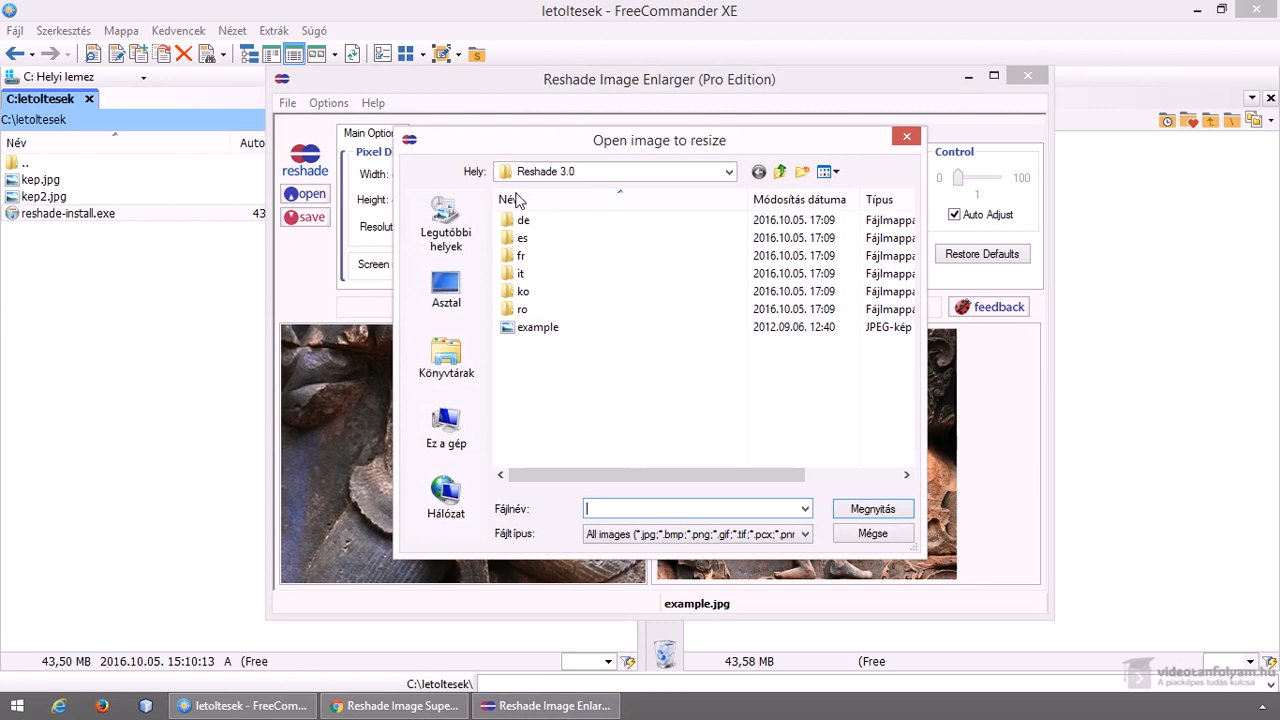 letoltesek - FreeCommander XE
Fájl Szerkesztés Mappa Kedvencek Nézet Extrák Súgó
C: Helyi lemez
C:letoltesek
C:\letoltesek
Név
..
kep.jpg
kep2.jpg
reshade-install.exe 43
Reshade Image Enlarger (Pro Edition)
File Options Help
reshade
open
save
Open image to resize
Hely: Reshade 3.0
Legutóbbi helyek
Asztal
Könyvtárak
Ez a gép
Hálózat
Név Módosítás dátuma Típus
de 2016.10.05. 17:09 Fájlmappa
es 2016.10.05. 17:09 Fájlmappa
fr 2016.10.05. 17:09 Fájlmappa
it 2016.10.05. 17:09 Fájlmappa
ko 2016.10.05. 17:09 Fájlmappa
ro 2016.10.05. 17:09 Fájlmappa
example 2012.09.06. 12:40 JPEG-kép
Fájlnév: Megnyitás
Fájltípus: All images (*.jpg;*.bmp;*.png;*.gif;*.tif;*.pcx;*.pnr Mégse
Control
0 100
1
Auto Adjust
Restore Defaults
feedback
example.jpg
43,50 MB 2016.10.05. 15:10:13 A (Free
43,58 MB (Free
C:\letoltesek\
videotanfolyam.hu
A piacképes tudás kulcsa
letoltesek - FreeCom...
Reshade Image Supe...
Reshade Image Enlar...